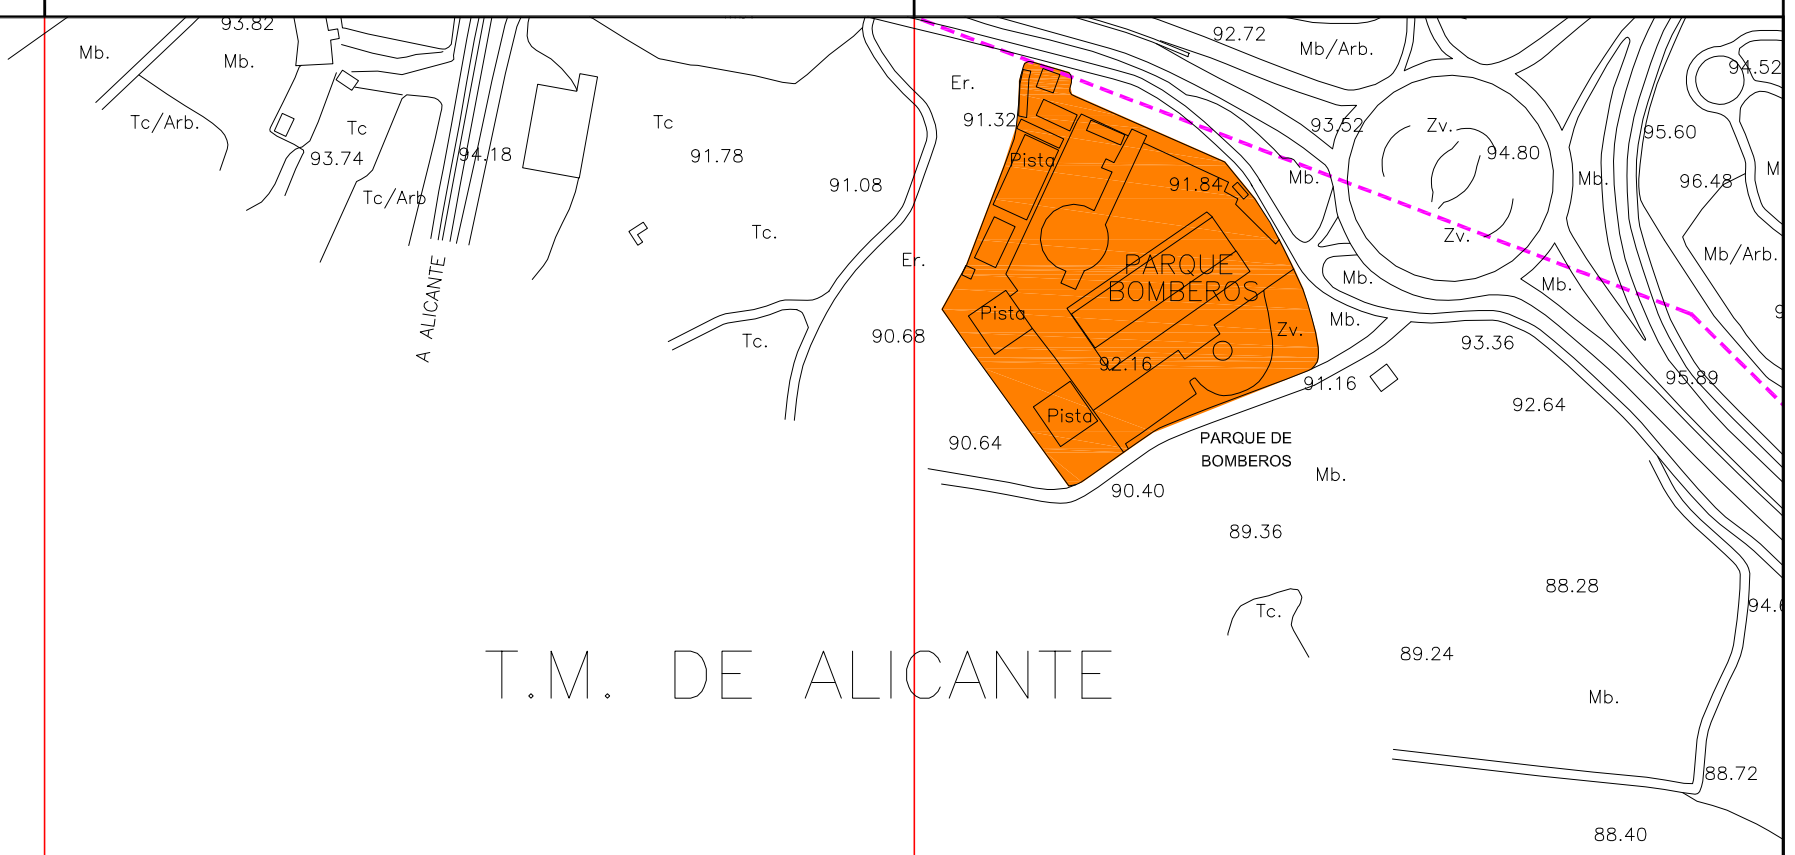 93.82
92.72
Mb/Arb.
Mb.
Mb.
94.52
Er.
Tc/Arb.
Tc
Tc
91.32
93.52
Zv.
95.60
93.74
94.18
91.78
Pista
94.80
91.08
91.84
Mb.
Mb.
96.48
Tc/Arb
Tc.
Zv.
Er.
PARQUE
BOMBEROS
Mb/Arb.
Mb.
Mb.
A ALICANTE
Pista
Mb.
Zv.
90.68
Tc.
93.36
92.16
91.16
95.89
92.64
Pista
90.64
PARQUE DE
BOMBEROS
Mb.
90.40
89.36
88.28
Tc.
89.24
T.M. DE ALICANTE
Mb.
88.72
88.40